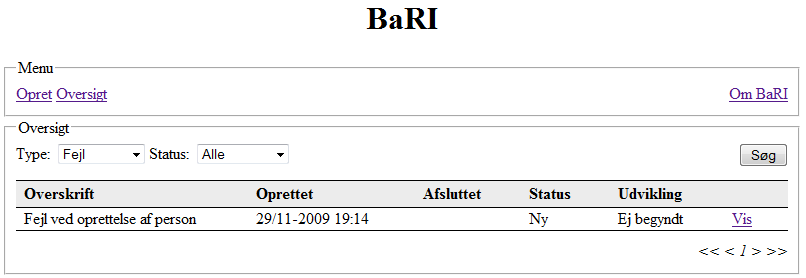 BaRI
Menu
Opret Oversigt Om BaRI
Oversigt
Type: Fejl Status: Alle Søg
Overskrift Oprettet Afsluttet Status Udvikling
Fejl ved oprettelse af person 29/11-2009 19:14 Ny Ej begyndt Vis
<< < 1 > >>